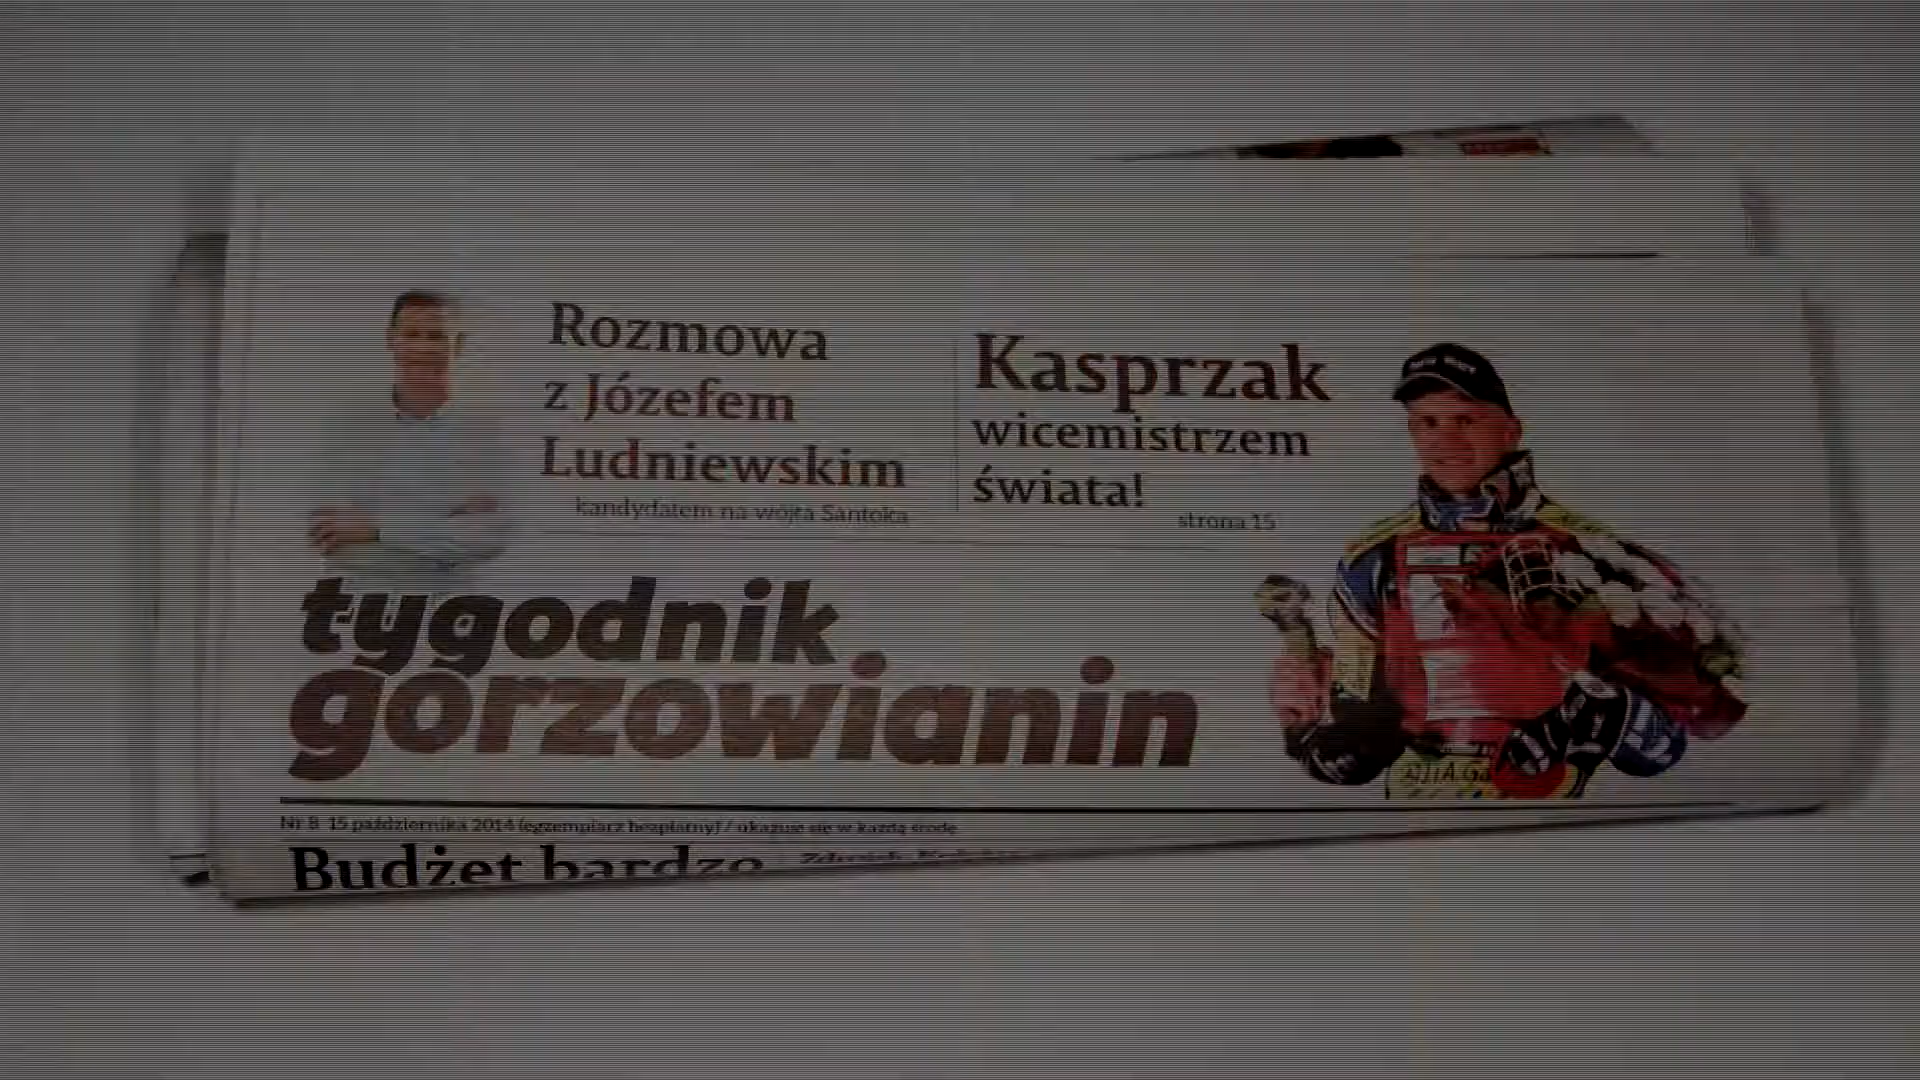 Rozmowa
z Józefem
Ludniewskim
kandydatem na wójta Santoka
Kasprzak
wicemistrzem
świata!
strona 15
tygodnik
gorzowianin
Nr 8 15 października 2014 (egzemplarz bezpłatny) / ukazuje się w każdą środę
Budżet bardzo